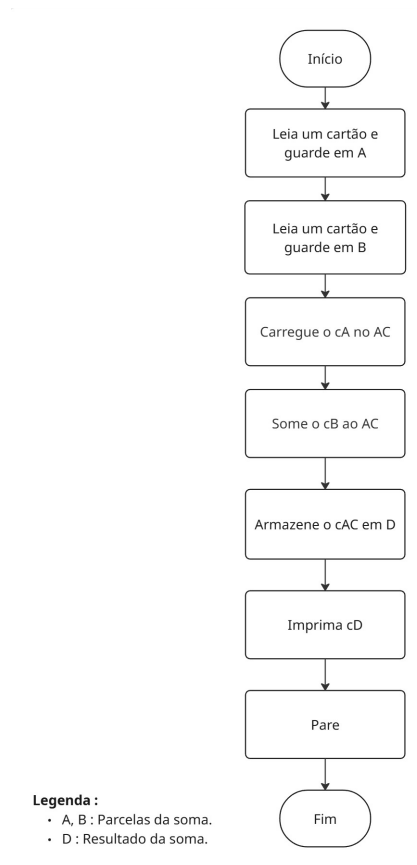 Início
Leia um cartão e
guarde em A
Leia um cartão e
guarde em B
Carregue o cA no AC
Some o cB ao AC
Armazene o cAC em D
Imprima cD
Pare
Fim
Legenda :
• A, B : Parcelas da soma.
• D : Resultado da soma.